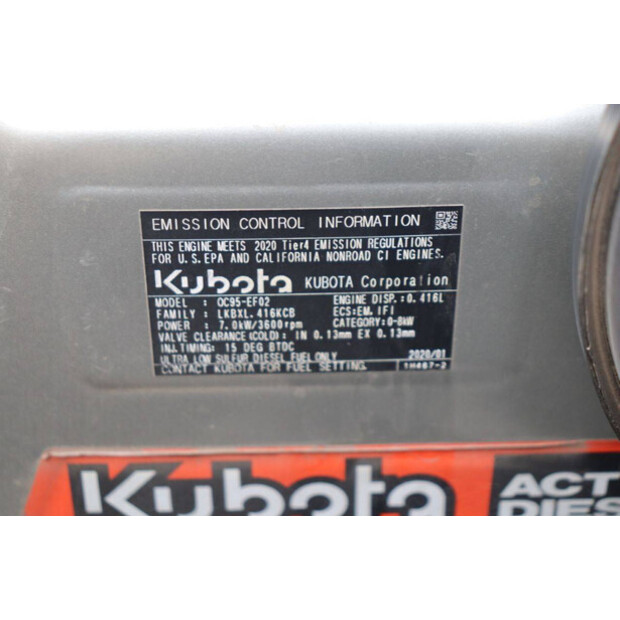 EMISSION CONTROL INFORMATION
THIS ENGINE MEETS 2020 Tier4 EMISSION REGULATIONS
FOR U.S.EPA AND CALIFORNIA NONROAD CI ENGINES.
Kubota KUBOTA Corporation
MODEL : OC95-EF02 ENGINE DISP.:0.416L
FAMILY : LKBXL.416KCB ECS:EM,IFI
POWER : 7.0kW/3600rpm CATEGORY:0-8kW
VALVE CLEARANCE(COLD): IN 0.13mm EX 0.13mm
INJ.TIMING: 15 DEG BTDC
ULTRA LOW SULFUR DIESEL FUEL ONLY 2020/01
CONTACT KUBOTA FOR FUEL SETTING. 1H467-2
Kubota ACT
DIES